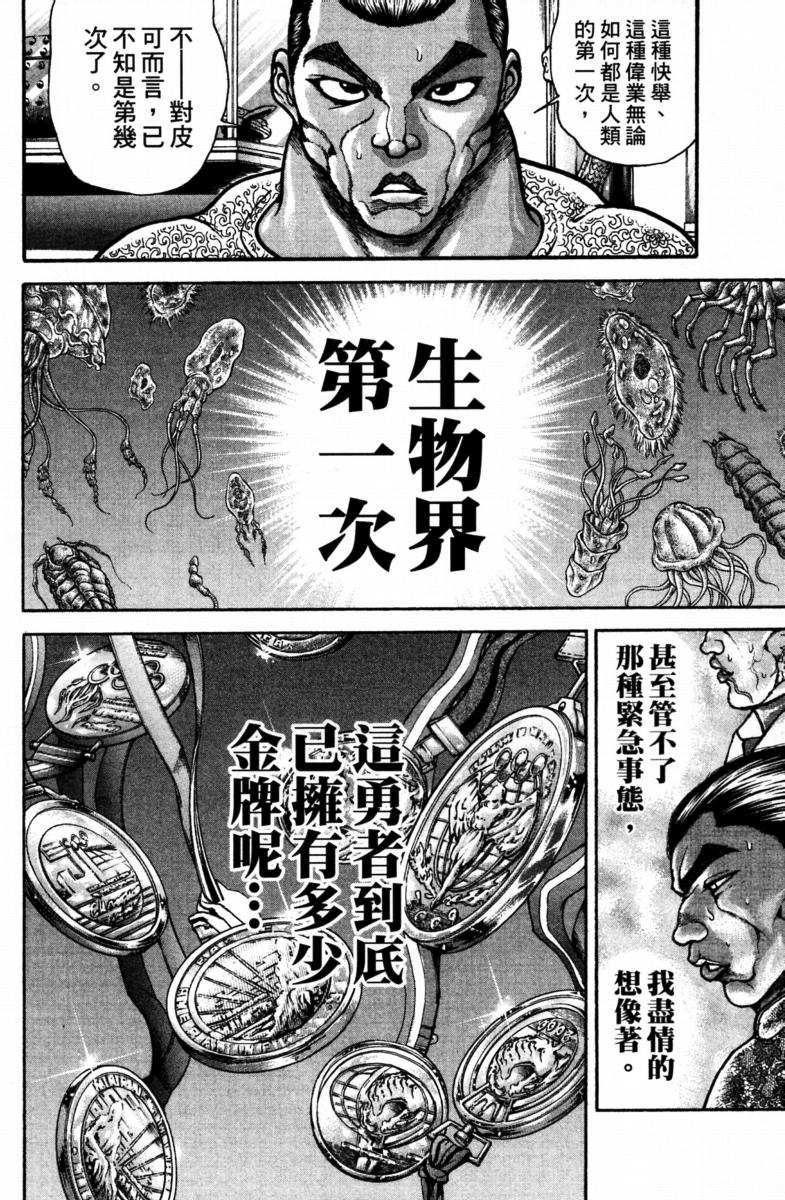 這種快舉、
這種偉業無論
如何都是人類
的第一次，
不──對皮
可而言，已
不知是第幾
次了。
生物界
第一次
甚至管不了
那種緊急事態，
我盡情的
想像著。
這勇者到底
已擁有多少
金牌呢⋯